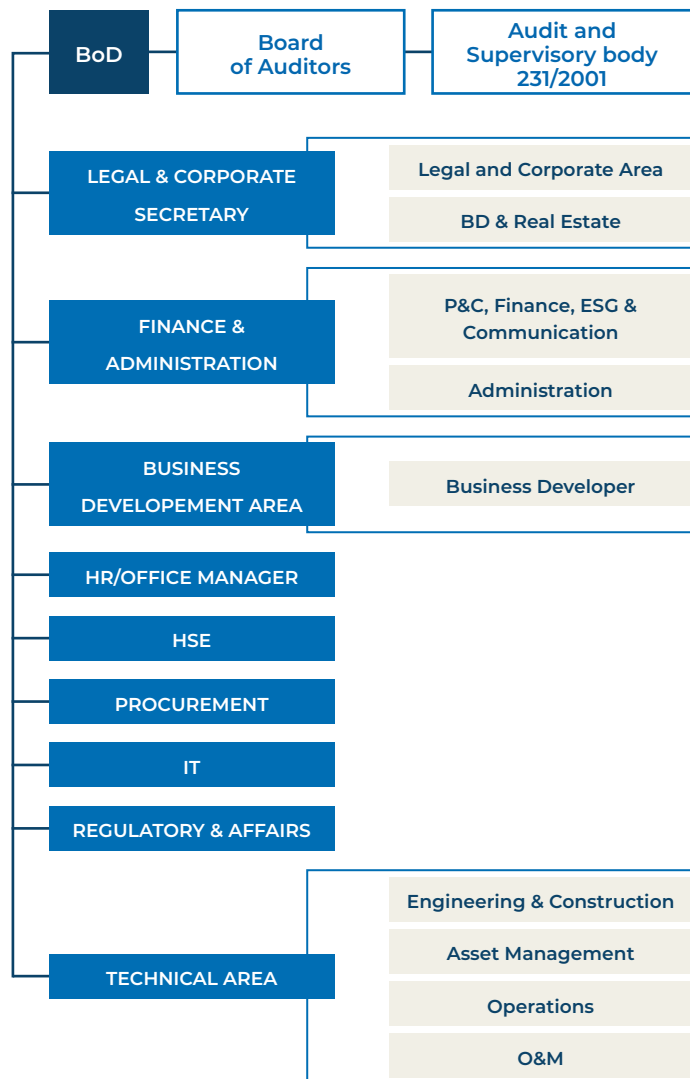 BoD
Board
of Auditors
Audit and
Supervisory body
231/2001
LEGAL & CORPORATE
SECRETARY
Legal and Corporate Area
BD & Real Estate
FINANCE &
ADMINISTRATION
P&C, Finance, ESG &
Communication
Administration
BUSINESS
DEVELOPEMENT AREA
Business Developer
HR/OFFICE MANAGER
HSE
PROCUREMENT
IT
REGULATORY & AFFAIRS
TECHNICAL AREA
Engineering & Construction
Asset Management
Operations
O&M